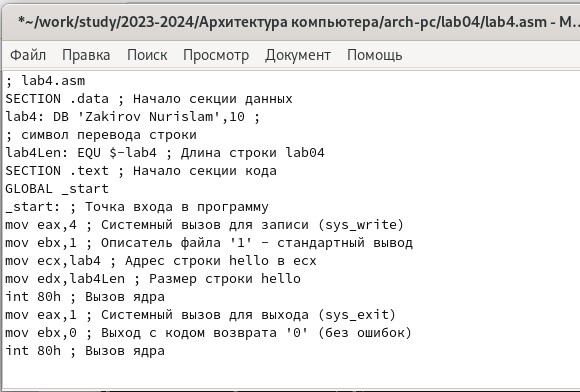 *~/work/study/2023-2024/Архитектура компьютера/arch-pc/lab04/lab4.asm - M...
Файл Правка Поиск Просмотр Документ Помощь
; lab4.asm
SECTION .data ; Начало секции данных
lab4: DB 'Zakirov Nurislam',10 ;
; символ перевода строки
lab4Len: EQU $-lab4 ; Длина строки lab04
SECTION .text ; Начало секции кода
GLOBAL _start
_start: ; Точка входа в программу
mov eax,4 ; Системный вызов для записи (sys_write)
mov ebx,1 ; Описатель файла '1' - стандартный вывод
mov ecx,lab4 ; Адрес строки hello в ecx
mov edx,lab4Len ; Размер строки hello
int 80h ; Вызов ядра
mov eax,1 ; Системный вызов для выхода (sys_exit)
mov ebx,0 ; Выход с кодом возврата '0' (без ошибок)
int 80h ; Вызов ядра